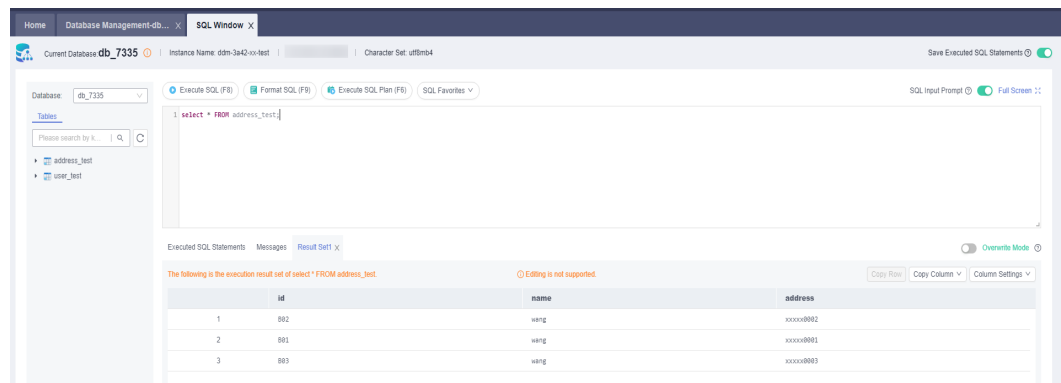 Home Database Management-db... X SQL Window X
Current Database:db_7335 Instance Name: ddm-3a42-xx-test Character Set: utf8mb4 Save Executed SQL Statements
Database: db_7335 Execute SQL (F8) Format SQL (F9) Execute SQL Plan (F6) SQL Favorites SQL Input Prompt Full Screen
Tables
1 select * FROM address_test;
Please search by k...
address_test
user_test
Executed SQL Statements Messages Result Set1 X Overwrite Mode
The following is the execution result set of select * FROM address_test. Editing is not supported. Copy Row Copy Column Column Settings
id name address
1 B02 wang xxxxx0002
2 B01 wang xxxxx0001
3 B03 wang xxxxx0003